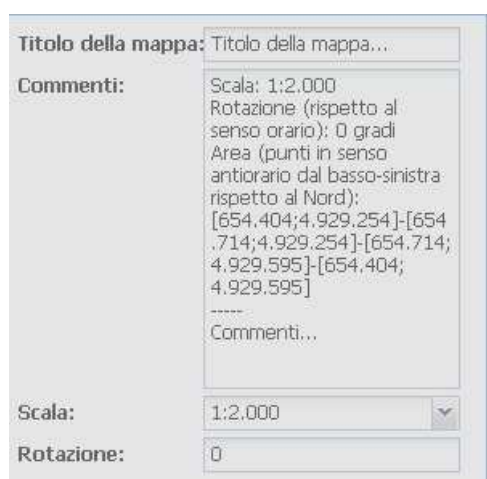 Titolo della mappa: Titolo della mappa...
Commenti: Scala: 1:2.000
Rotazione (rispetto al
senso orario): 0 gradi
Area (punti in senso
antiorario dal basso-sinistra
rispetto al Nord):
[654.404;4.929.254]-[654
.714;4.929.254]-[654.714;
4.929.595]-[654.404;
4.929.595]
-----
Commenti...
Scala: 1:2.000
Rotazione: 0